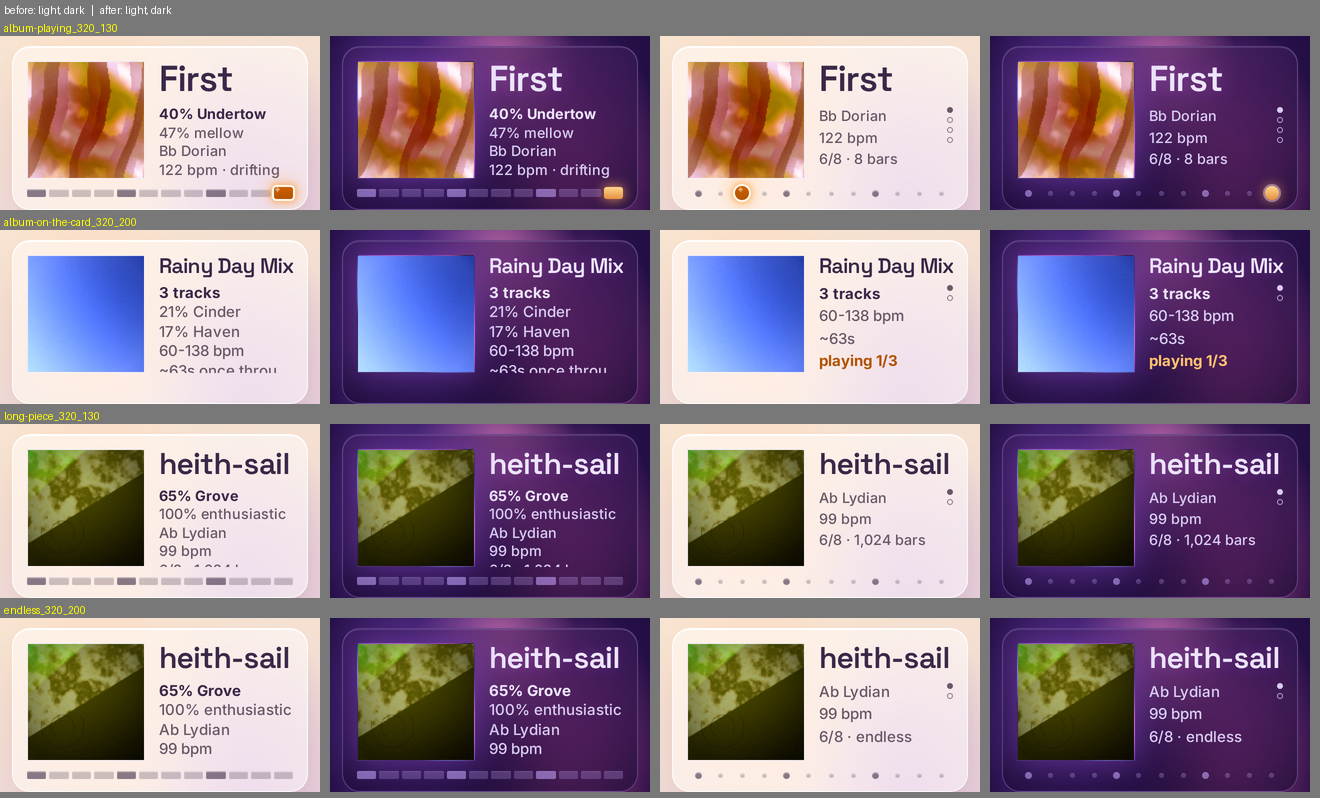 before: light, dark | after: light, dark
album-playing_320_130
First
40% Undertow
47% mellow
Bb Dorian
122 bpm · drifting
First
40% Undertow
47% mellow
Bb Dorian
122 bpm · drifting
First
Bb Dorian
122 bpm
6/8 · 8 bars
First
Bb Dorian
122 bpm
6/8 · 8 bars
album-on-the-card_320_200
Rainy Day Mix
3 tracks
21% Cinder
17% Haven
60-138 bpm
~63s once throu
Rainy Day Mix
3 tracks
21% Cinder
17% Haven
60-138 bpm
~63s once throu
Rainy Day Mix
3 tracks
60-138 bpm
~63s
playing 1/3
Rainy Day Mix
3 tracks
60-138 bpm
~63s
playing 1/3
long-piece_320_130
heith-sail
65% Grove
100% enthusiastic
Ab Lydian
99 bpm
heith-sail
65% Grove
100% enthusiastic
Ab Lydian
99 bpm
heith-sail
Ab Lydian
99 bpm
6/8 · 1,024 bars
heith-sail
Ab Lydian
99 bpm
6/8 · 1,024 bars
endless_320_200
heith-sail
65% Grove
100% enthusiastic
Ab Lydian
99 bpm
heith-sail
65% Grove
100% enthusiastic
Ab Lydian
99 bpm
heith-sail
Ab Lydian
99 bpm
6/8 · endless
heith-sail
Ab Lydian
99 bpm
6/8 · endless